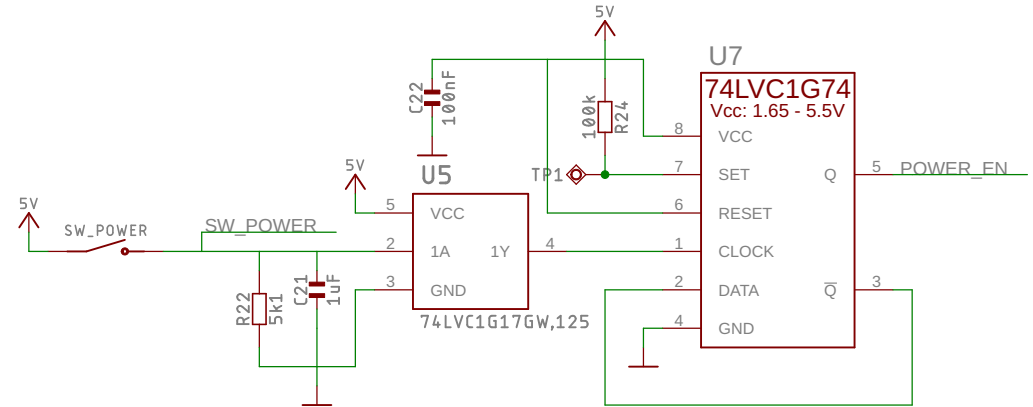 5V
U7
74LVC1G74
Vcc: 1.65 - 5.5V
C22
100nF
100k
R24
8
VCC
TP1
7
SET
Q
5
POWER_EN
5V
U5
6
RESET
5V
SW_POWER
SW_POWER
5
VCC
2
1A
1Y
4
1
CLOCK
R22
5k1
C21
1uF
3
GND
2
DATA
Q
3
74LVC1G17GW,125
4
GND